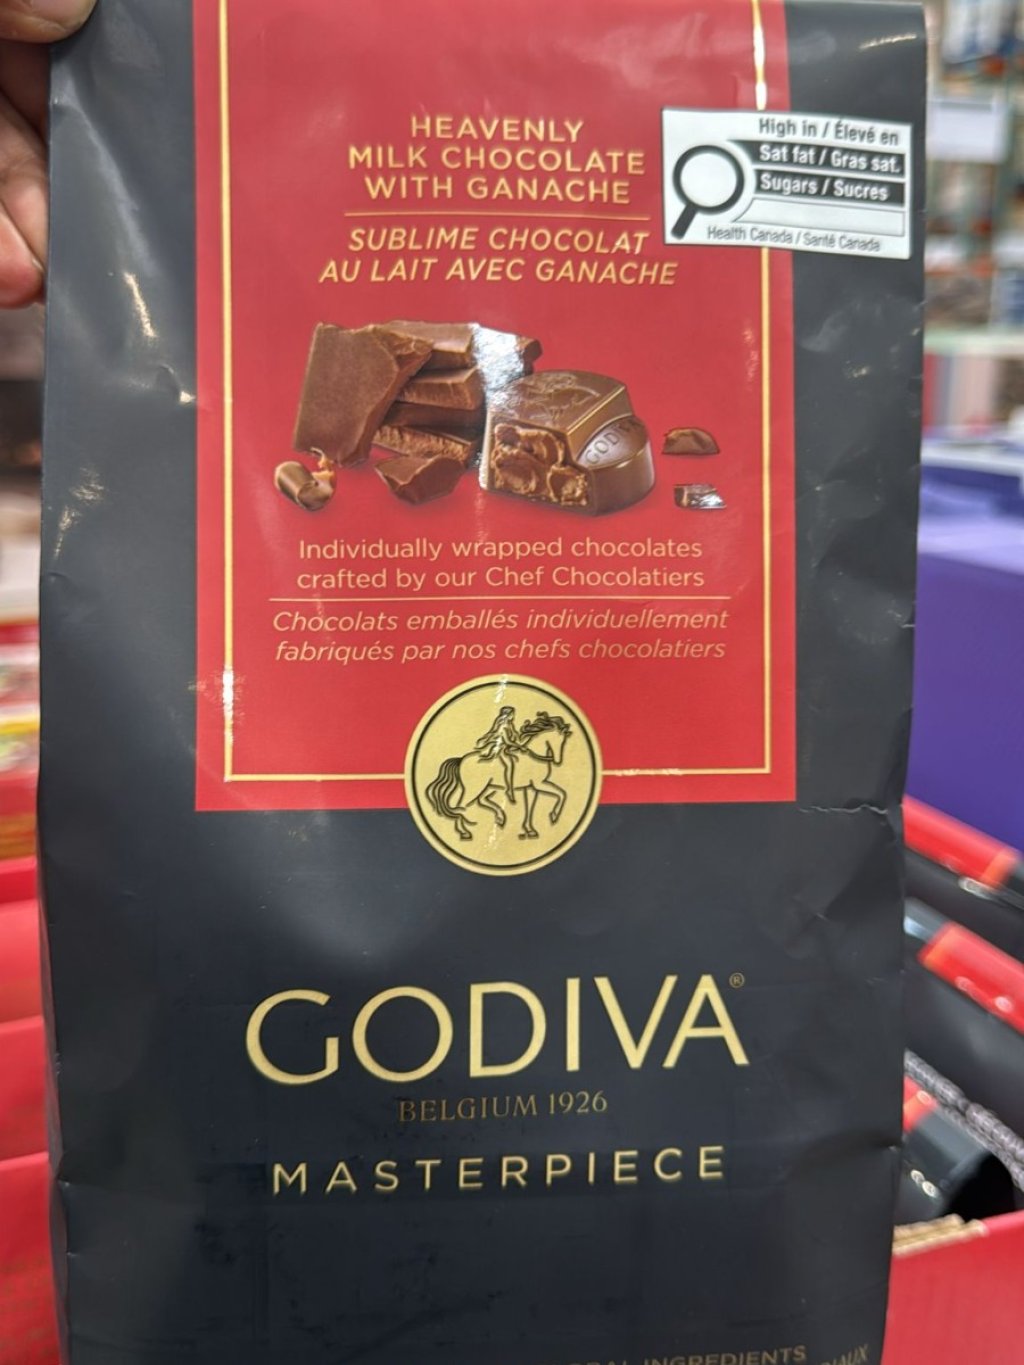 HEAVENLY
MILK CHOCOLATE
WITH GANACHE
SUBLIME CHOCOLAT
AU LAIT AVEC GANACHE
High in / Élevé en
Sat fat / Gras sat.
Sugars / Sucres
Health Canada / Santé Canada
GODIVA
Individually wrapped chocolates
crafted by our Chef Chocolatiers
Chocolats emballés individuellement
fabriqués par nos chefs chocolatiers
GODIVA®
BELGIUM 1926
MASTERPIECE
INGREDIENTS